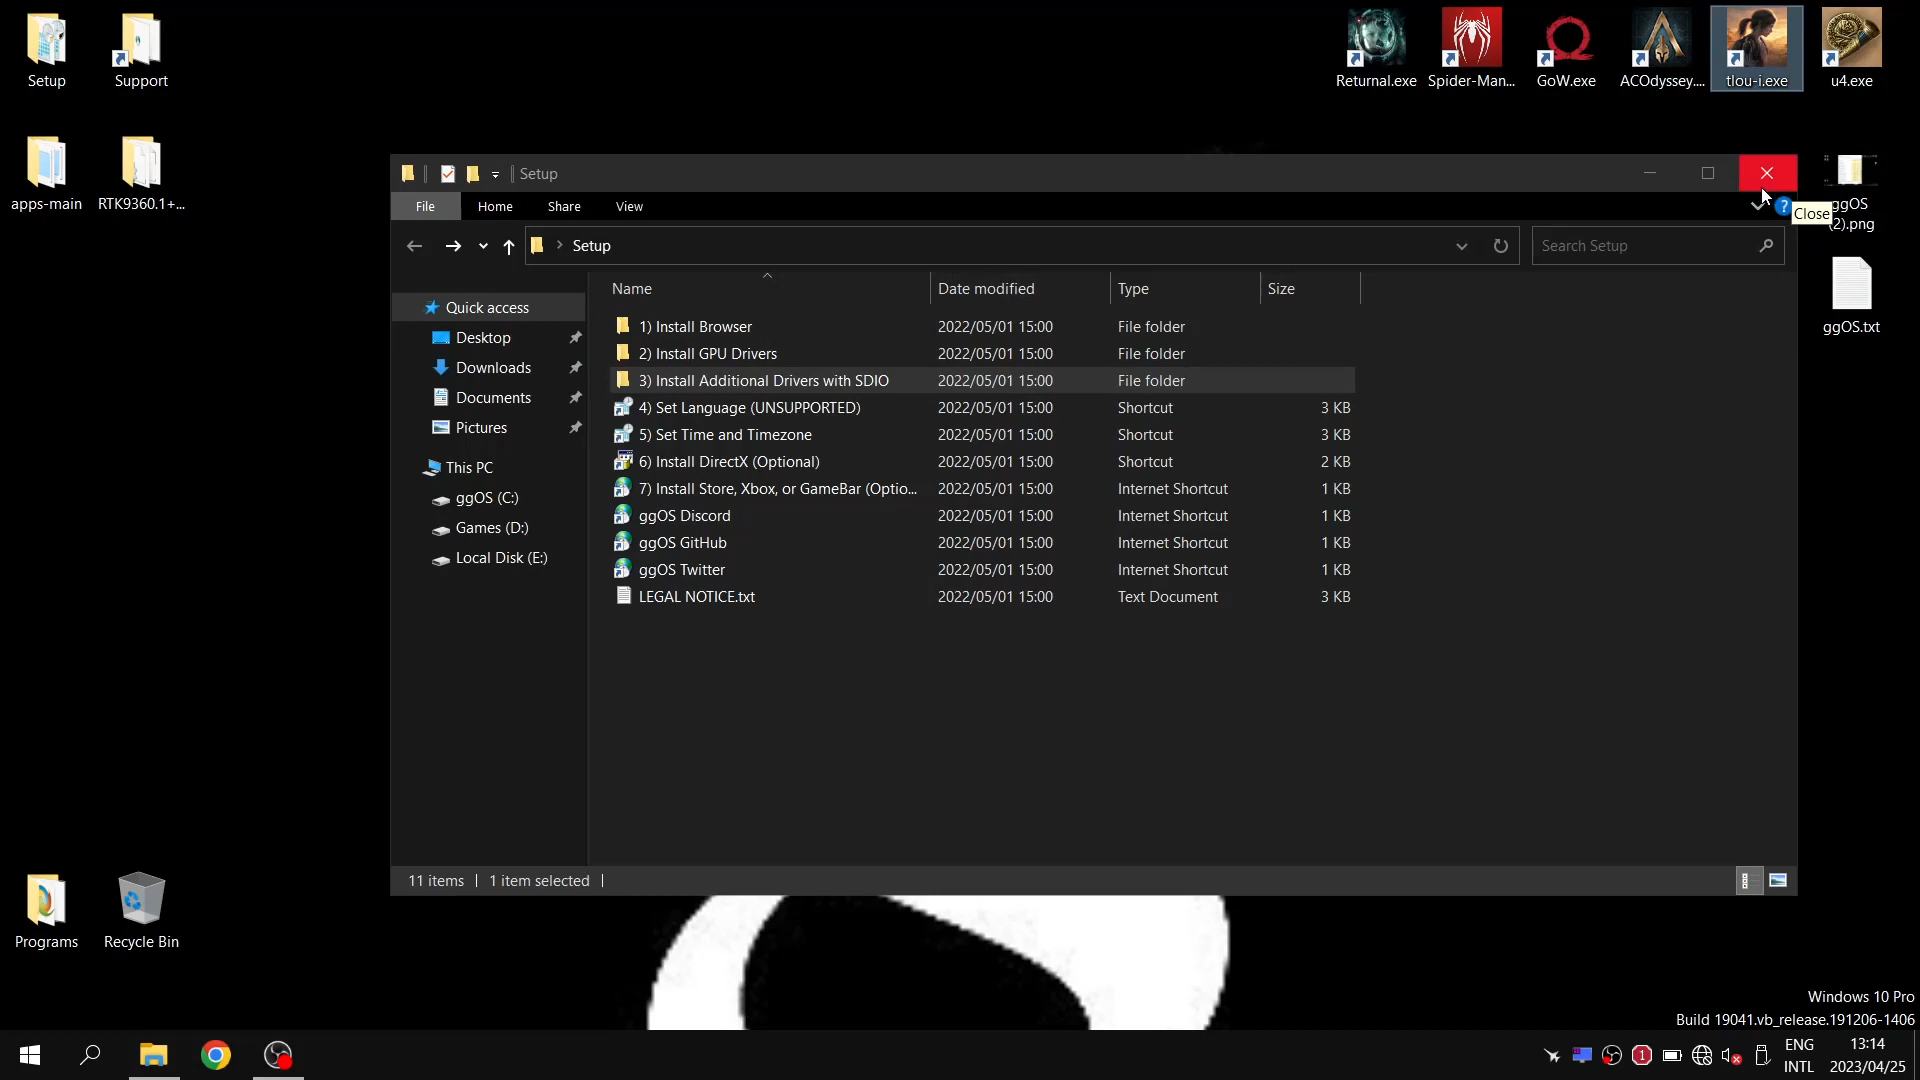 Setup
Support
Returnal.exe
Spider-Man...
GoW.exe
ACOdyssey....
tlou-i.exe
u4.exe
apps-main
RTK9360.1+...
Setup
File
Home
Share
View
Close
ggOS
(2).png
Setup
Search Setup
Name
Date modified
Type
Size
Quick access
Desktop
Downloads
Documents
Pictures
This PC
ggOS (C:)
Games (D:)
Local Disk (E:)
1) Install Browser 2022/05/01 15:00 File folder
2) Install GPU Drivers 2022/05/01 15:00 File folder
3) Install Additional Drivers with SDIO 2022/05/01 15:00 File folder
4) Set Language (UNSUPPORTED) 2022/05/01 15:00 Shortcut 3 KB
5) Set Time and Timezone 2022/05/01 15:00 Shortcut 3 KB
6) Install DirectX (Optional) 2022/05/01 15:00 Shortcut 2 KB
7) Install Store, Xbox, or GameBar (Optio... 2022/05/01 15:00 Internet Shortcut 1 KB
ggOS Discord 2022/05/01 15:00 Internet Shortcut 1 KB
ggOS GitHub 2022/05/01 15:00 Internet Shortcut 1 KB
ggOS Twitter 2022/05/01 15:00 Internet Shortcut 1 KB
LEGAL NOTICE.txt 2022/05/01 15:00 Text Document 3 KB
ggOS.txt
11 items
1 item selected
Programs
Recycle Bin
Windows 10 Pro
Build 19041.vb_release.191206-1406
1
ENG
INTL
13:14
2023/04/25